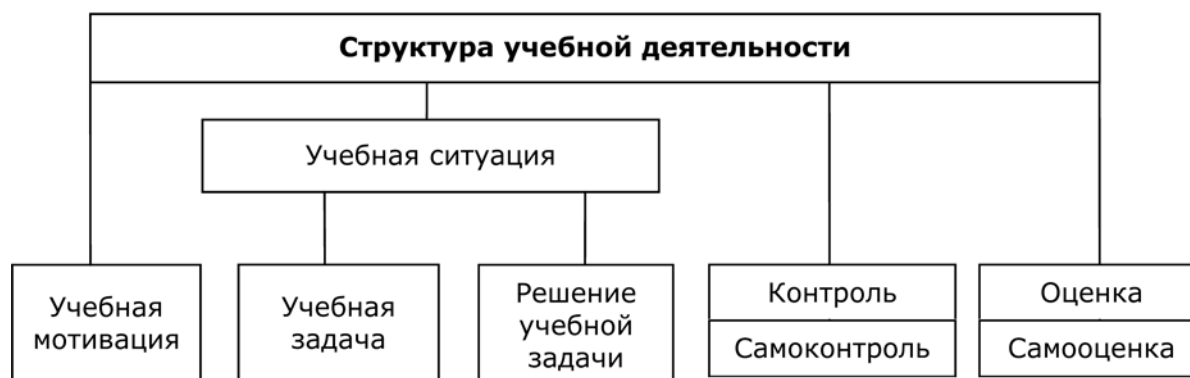 Структура учебной деятельности
Учебная ситуация
Учебная
мотивация
Учебная
задача
Решение
учебной
задачи
Контроль
Самоконтроль
Оценка
Самооценка